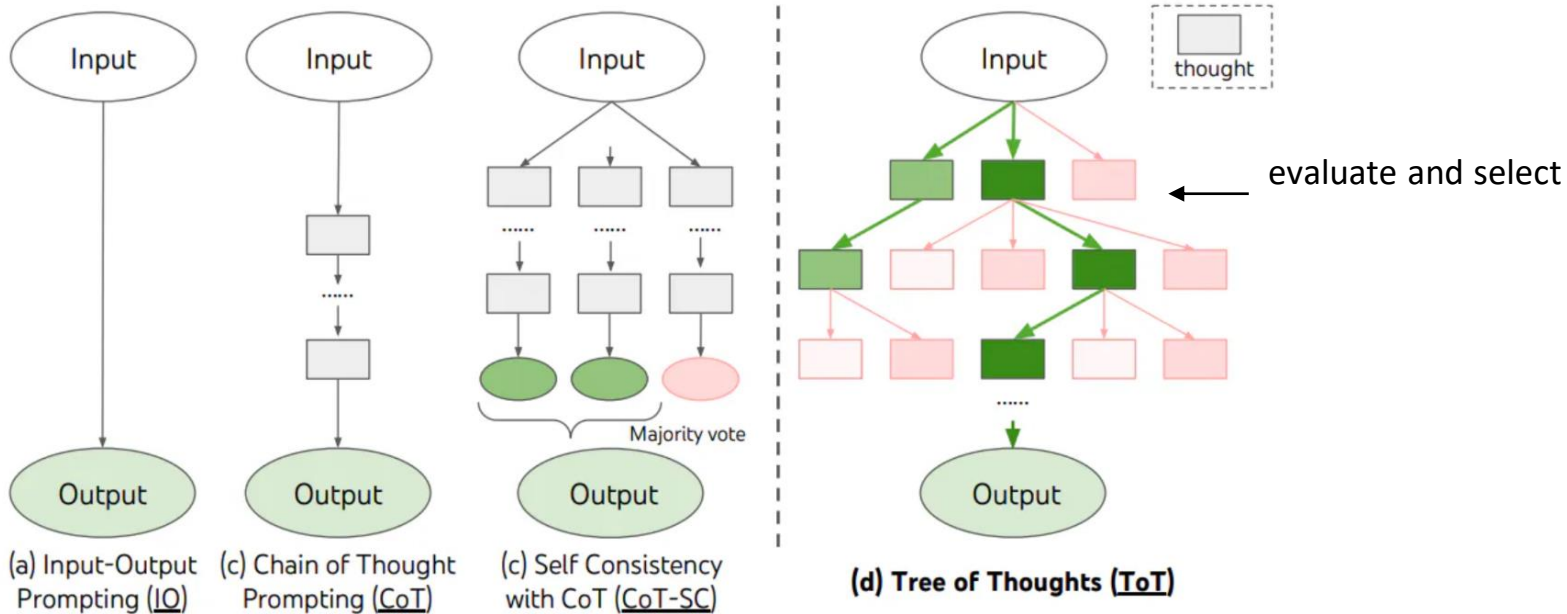 Input
Output
(a) Input-Output
Prompting (IO)
Input
......
Output
(c) Chain of Thought
Prompting (CoT)
Input
...... ...... ......
Majority vote
Output
(c) Self Consistency
with CoT (CoT-SC)
Input
thought
evaluate and select
......
Output
(d) Tree of Thoughts (ToT)